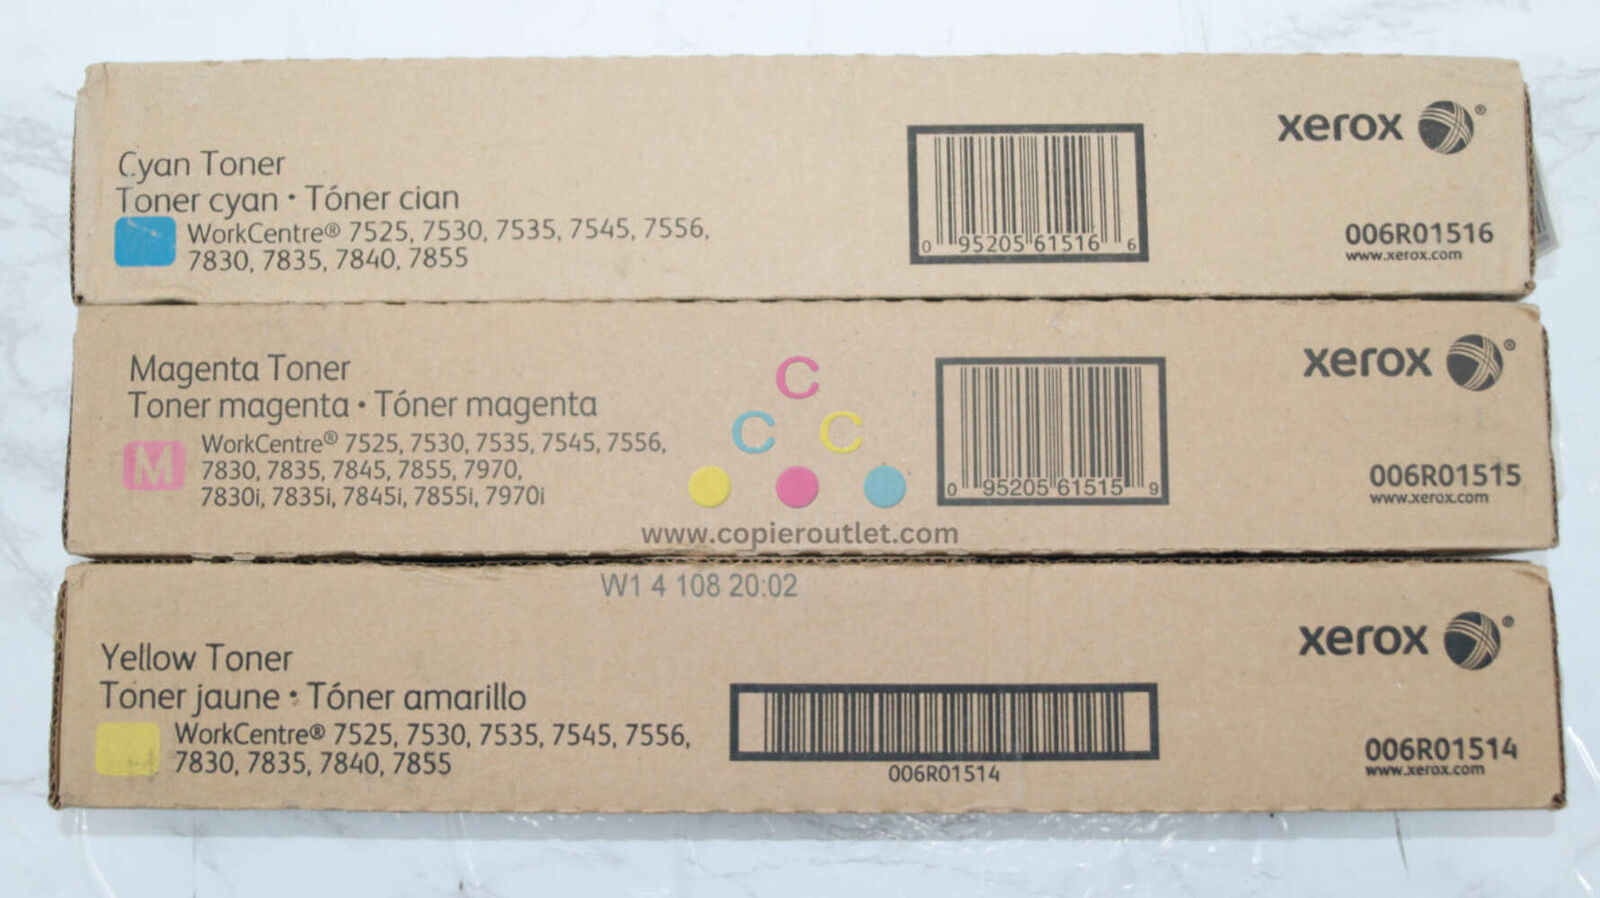 xerox ®
Cyan Toner
Toner cyan • Tóner cian
WorkCentre® 7525, 7530, 7535, 7545, 7556,
7830, 7835, 7840, 7855
0 95205 61516 6
006R01516
www.xerox.com
xerox ®
Magenta Toner
Toner magenta • Tóner magenta
M
WorkCentre® 7525, 7530, 7535, 7545, 7556,
7830, 7835, 7845, 7855, 7970,
7830i, 7835i, 7845i, 7855i, 7970i
C
C C
www.copieroutlet.com
0 95205 61515 9
006R01515
www.xerox.com
W1 4 108 20:02
xerox ®
Yellow Toner
Toner jaune • Tóner amarillo
WorkCentre® 7525, 7530, 7535, 7545, 7556,
7830, 7835, 7840, 7855
006R01514
006R01514
www.xerox.com